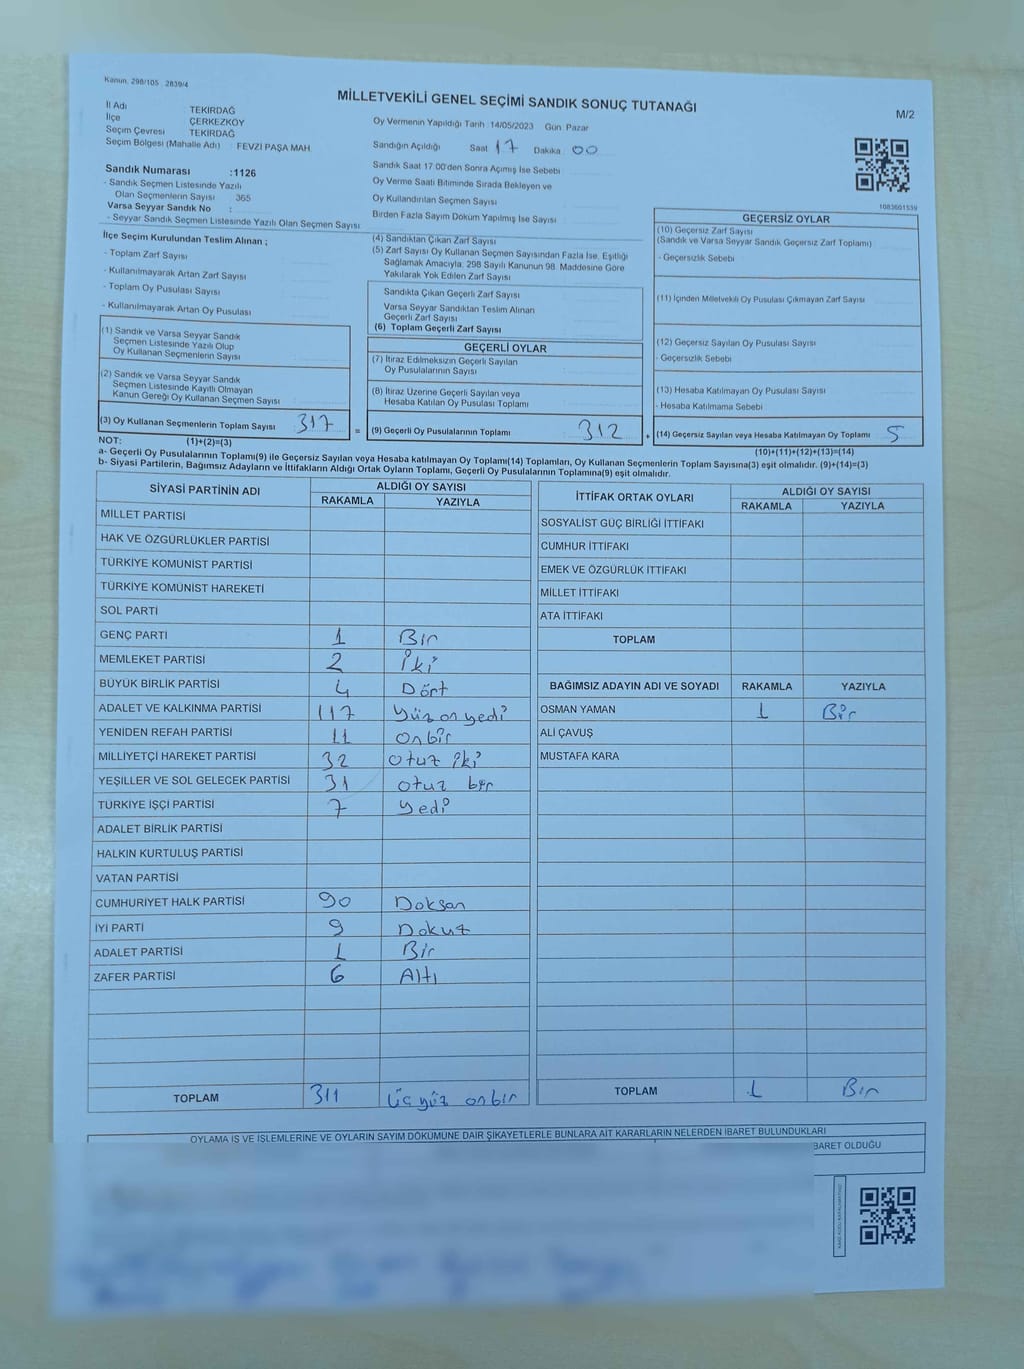 Kanun, 298/105 2839/4
MİLLETVEKİLİ GENEL SEÇİMİ SANDIK SONUÇ TUTANAĞI
M/2
İl Adı TEKİRDAĞ
İlçe ÇERKEZKÖY
Seçim Çevresi TEKİRDAĞ
Seçim Bölgesi (Mahalle Adı) : FEVZİ PAŞA MAH.
Oy Vermenin Yapıldığı Tarih :14/05/2023 Gün: Pazar
Sandığın Açıldığı Saat 17 Dakika : 00
Sandık Saat 17:00'den Sonra Açımış İse Sebebi
Oy Verme Saati Bitiminde Sırada Bekleyen ve
Oy Kullandırılan Seçmen Sayısı
Birden Fazla Sayım Döküm Yapılmış İse Sayısı
Sandık Numarası :1126
- Sandık Seçmen Listesinde Yazılı
Olan Seçmenlerin Sayısı 365
Varsa Seyyar Sandık No :
- Seyyar Sandık Seçmen Listesinde Yazılı Olan Seçmen Sayısı
1083601539
İlçe Seçim Kurulundan Teslim Alınan ;
- Toplam Zarf Sayısı
- Kullanılmayarak Artan Zarf Sayısı
- Toplam Oy Pusulası Sayısı
- Kullanılmayarak Artan Oy Pusulası
(4) Sandıktan Çıkan Zarf Sayısı
(5) Zarf Sayısı Oy Kullanan Seçmen Sayısından Fazla İse, Eşitliği
Sağlamak Amacıyla, 298 Sayılı Kanunun 98. Maddesine Göre
Yakılarak Yok Edilen Zarf Sayısı
Sandıkta Çıkan Geçerli Zarf Sayısı
Varsa Seyyar Sandıktan Teslim Alınan
Geçerli Zarf Sayısı
(6) Toplam Geçerli Zarf Sayısı
GEÇERSİZ OYLAR
(10) Geçersiz Zarf Sayısı
(Sandık ve Varsa Seyyar Sandık Geçersiz Zarf Toplamı)
- Geçersizlik Sebebi
(11) İçinden Milletvekili Oy Pusulası Çıkmayan Zarf Sayısı
(12) Geçersiz Sayılan Oy Pusulası Sayısı
- Geçersizlik Sebebi
(13) Hesaba Katılmayan Oy Pusulası Sayısı
- Hesaba Katılmama Sebebi
(1) Sandık ve Varsa Seyyar Sandık
Seçmen Listesinde Yazılı Olup
Oy Kullanan Seçmenlerin Sayısı
(2) Sandık ve Varsa Seyyar Sandık
Seçmen Listesinde Kayıtlı Olmayan
Kanun Gereği Oy Kullanan Seçmen Sayısı
GEÇERLİ OYLAR
(7) İtiraz Edilmeksizin Geçerli Sayılan
Oy Pusulalarının Sayısı
(8) İtiraz Üzerine Geçerli Sayılan veya
Hesaba Katılan Oy Pusulası Toplamı
(3) Oy Kullanan Seçmenlerin Toplam Sayısı 317 = (9) Geçerli Oy Pusulalarının Toplamı 312 + (14) Geçersiz Sayılan veya Hesaba Katılmayan Oy Toplamı 5
NOT: (1)+(2)=(3) (10)+(11)+(12)+(13)=(14)
a- Geçerli Oy Pusulalarının Toplamı(9) ile Geçersiz Sayılan veya Hesaba Katılmayan Oy Toplamı(14) Toplamları, Oy Kullanan Seçmenlerin Toplam Sayısına(3) eşit olmalıdır. (9)+(14)=(3)
b- Siyasi Partilerin, Bağımsız Adayların ve İttifakların Aldığı Ortak Oyların Toplamı, Geçerli Oy Pusulalarının Toplamına(9) eşit olmalıdır.
SİYASİ PARTİNİN ADI ALDIĞI OY SAYISI
RAKAMLA YAZIYLA
MİLLET PARTİSİ
HAK VE ÖZGÜRLÜKLER PARTİSİ
TÜRKİYE KOMÜNİST PARTİSİ
TÜRKİYE KOMÜNİST HAREKETİ
SOL PARTİ
GENÇ PARTİ 1 Bir
MEMLEKET PARTİSİ 2 İki
BÜYÜK BİRLİK PARTİSİ 4 Dört
ADALET VE KALKINMA PARTİSİ 117 Yüz on yedi
YENİDEN REFAH PARTİSİ 11 onbir
MİLLİYETÇİ HAREKET PARTİSİ 32 otuz iki
YEŞİLLER VE SOL GELECEK PARTİSİ 31 otuz bir
TÜRKİYE İŞÇİ PARTİSİ 7 Yedi
ADALET BİRLİK PARTİSİ
HALKIN KURTULUŞ PARTİSİ
VATAN PARTİSİ
CUMHURİYET HALK PARTİSİ 90 Doksan
İYİ PARTİ 9 Dokuz
ADALET PARTİSİ 1 Bir
ZAFER PARTİSİ 6 Altı
TOPLAM 311 üç yüz onbir
İTTİFAK ORTAK OYLARI ALDIĞI OY SAYISI
RAKAMLA YAZIYLA
SOSYALİST GÜÇ BİRLİĞİ İTTİFAKI
CUMHUR İTTİFAKI
EMEK VE ÖZGÜRLÜK İTTİFAKI
MİLLET İTTİFAKI
ATA İTTİFAKI
TOPLAM
BAĞIMSIZ ADAYIN ADI VE SOYADI RAKAMLA YAZIYLA
OSMAN YAMAN 1 Bir
ALİ ÇAVUŞ
MUSTAFA KARA
TOPLAM 1 Bir
OYLAMA İŞ VE İŞLEMLERİNE VE OYLARIN SAYIM DÖKÜMÜNE DAİR ŞİKAYETLERLE BUNLARA AİT KARARLARIN NELERDEN İBARET BULUNDUKLARI
BARET OLDUĞU